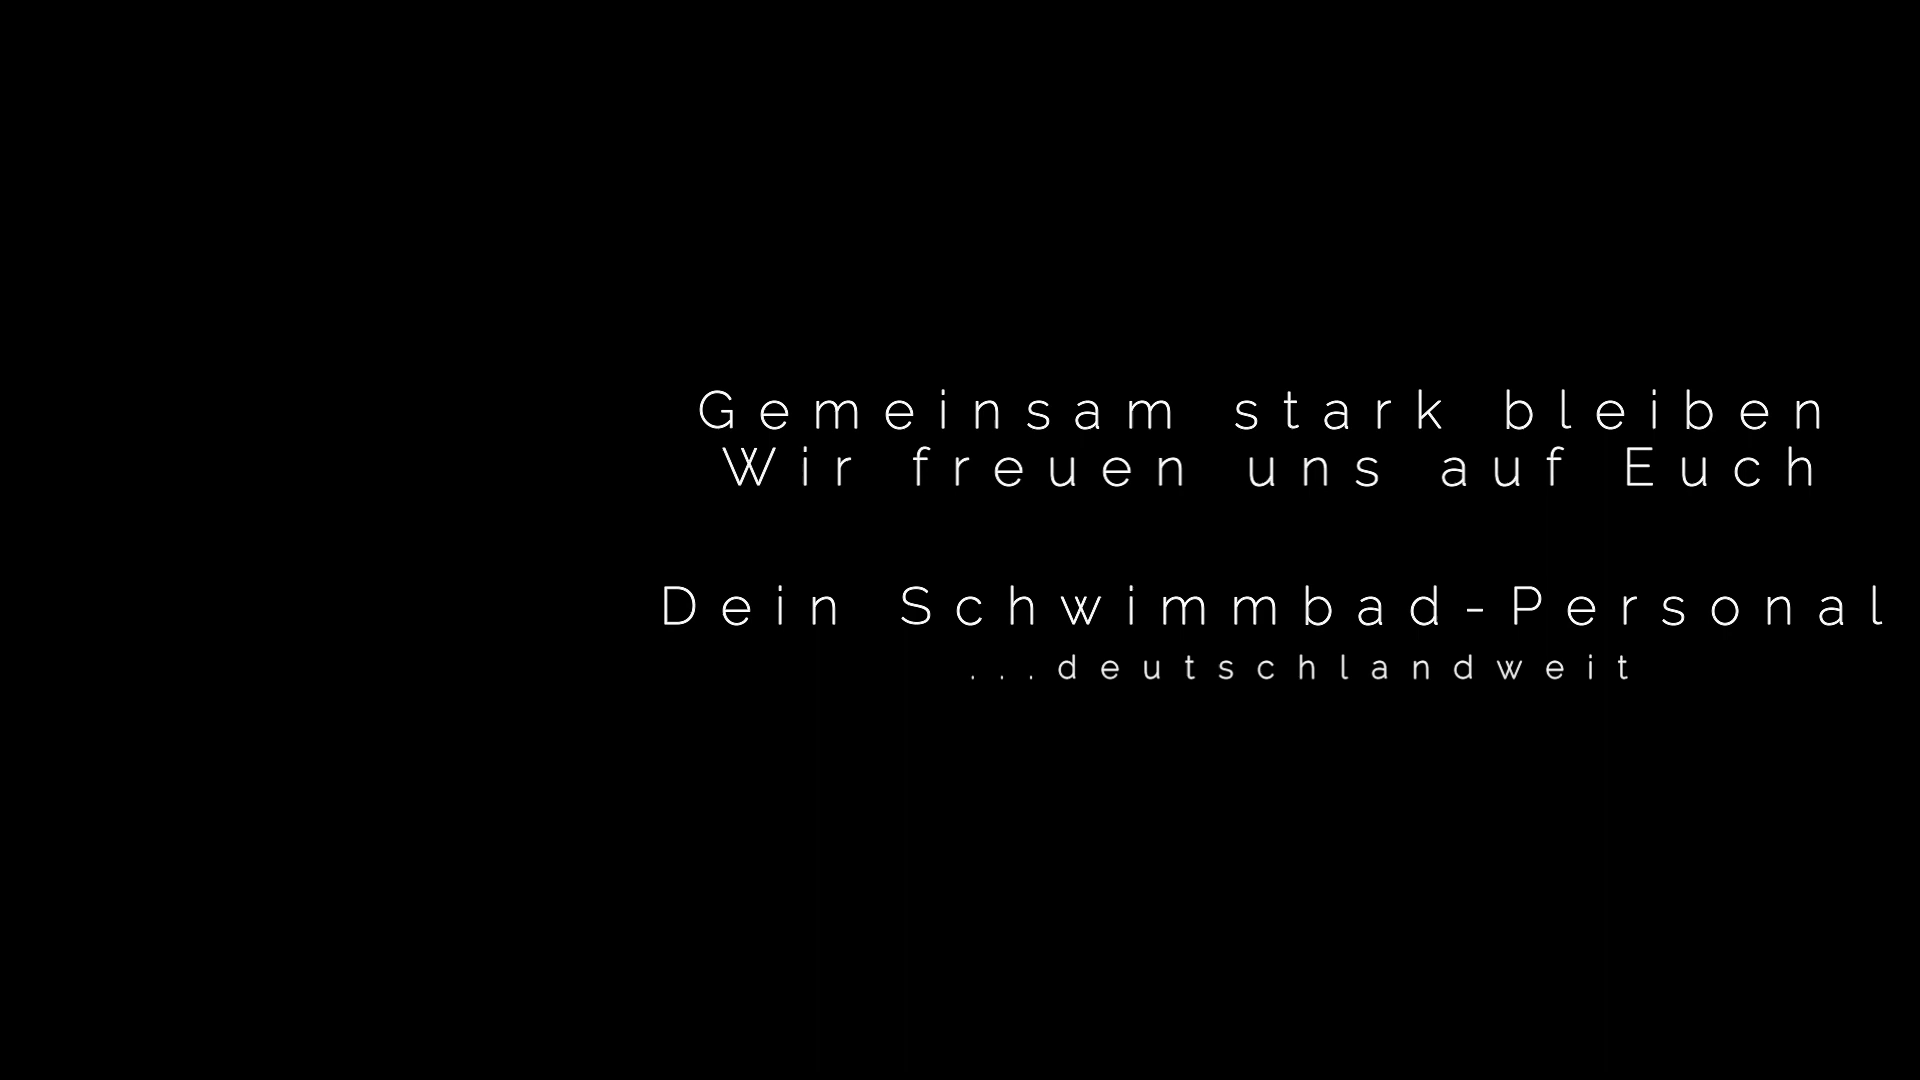 Gemeinsam stark bleiben
Wir freuen uns auf Euch
Dein Schwimmbad-Personal
...deutschlandweit